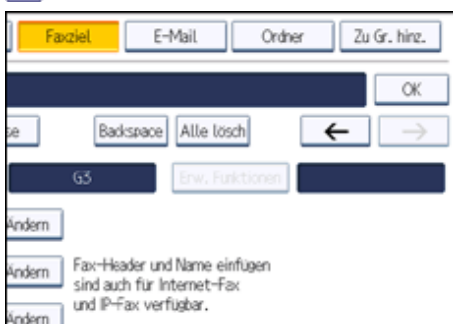 Faxziel E-Mail Ordner Zu Gr. hinz.
OK
se Backspace Alle lösch ← →
G3 Erw. Funktionen
Ändern
Ändern Fax-Header und Name einfügen
sind auch für Internet-Fax
Ändern und IP-Fax verfügbar.